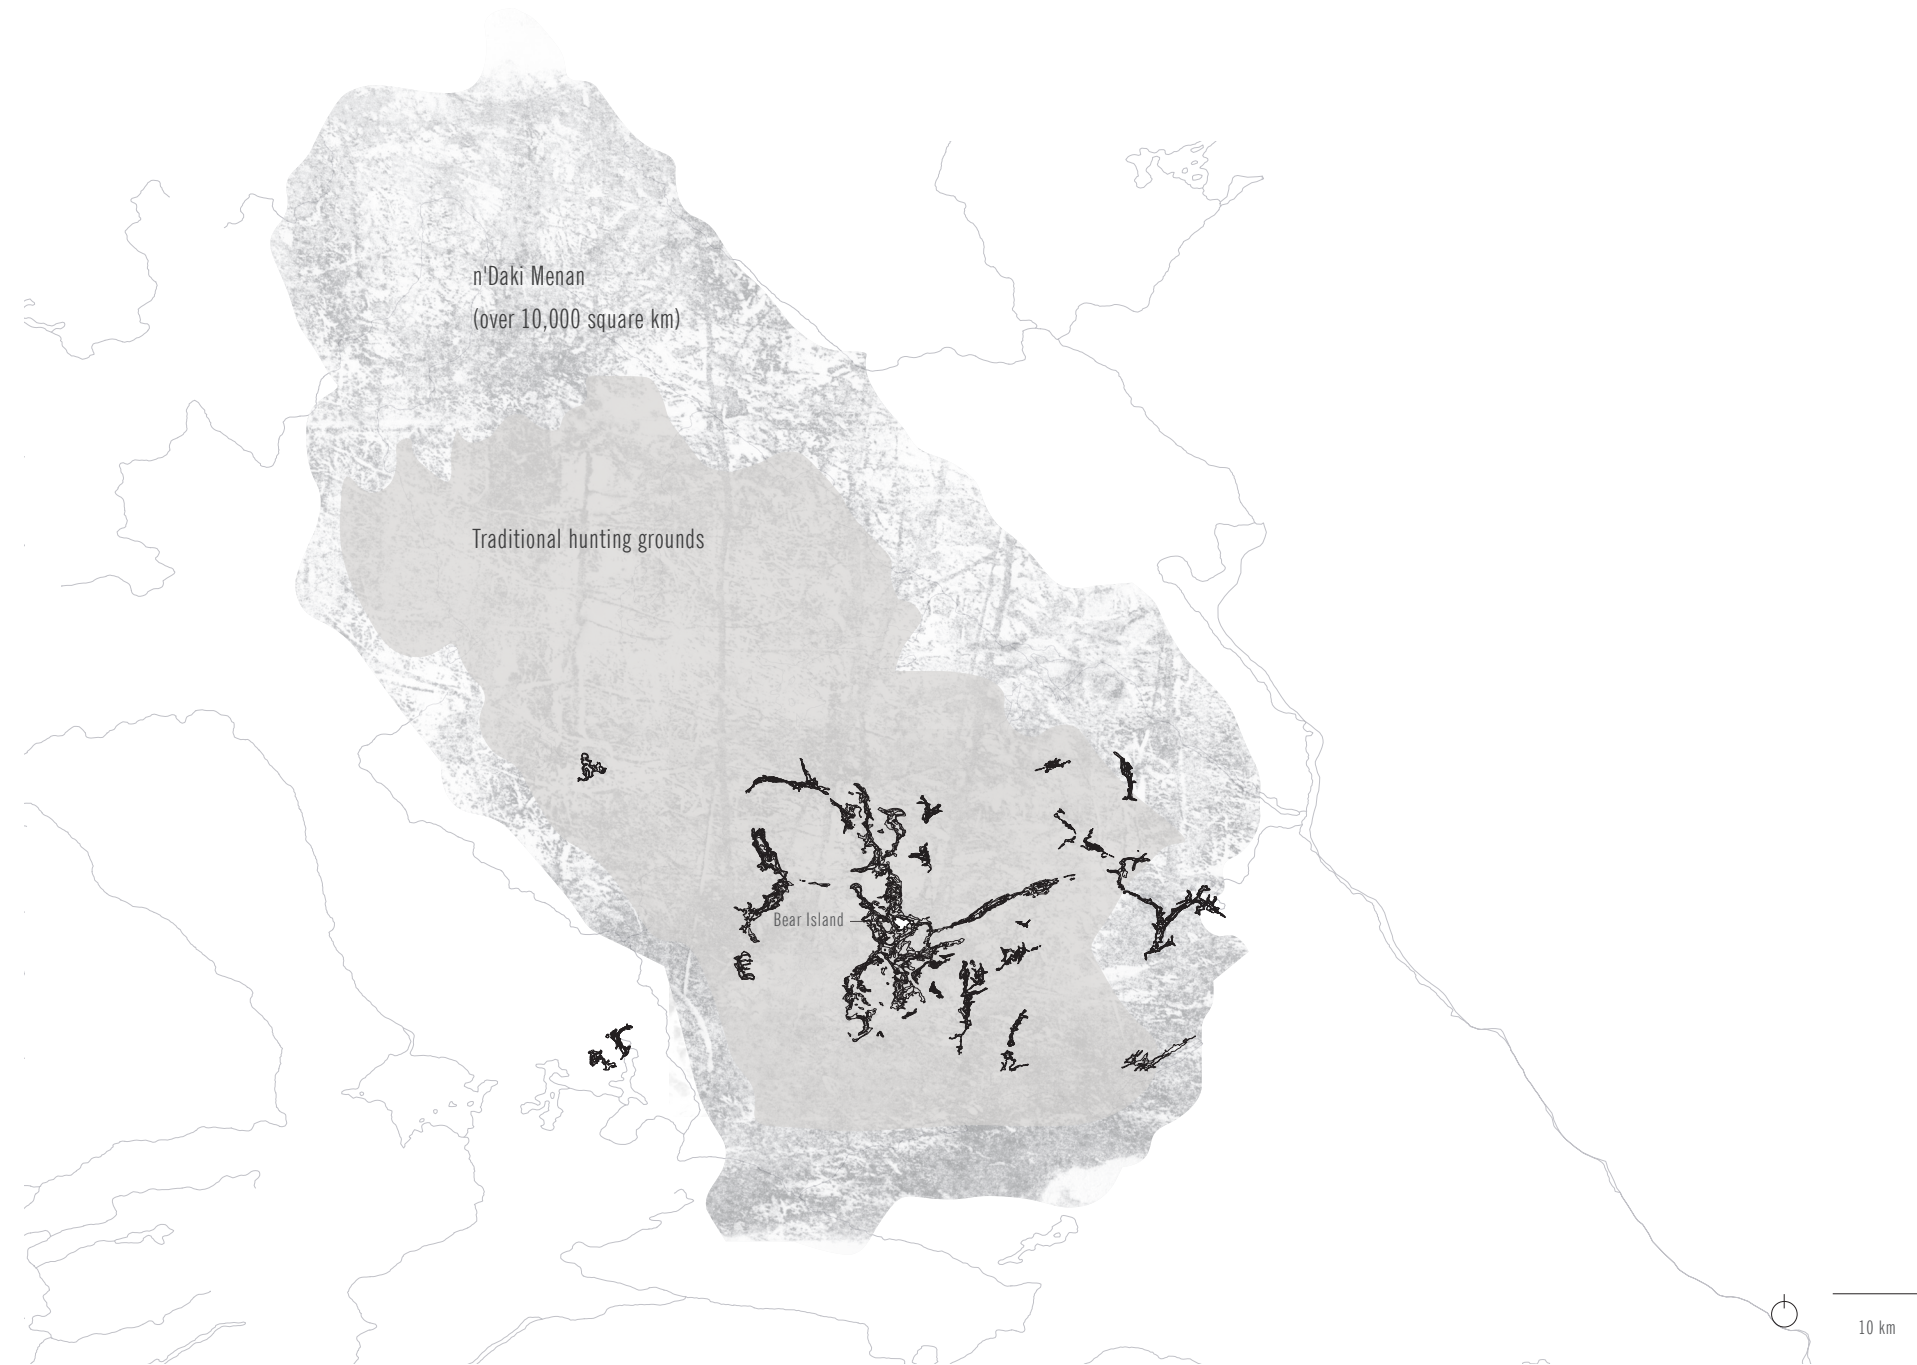 n'Daki Menan
(over 10,000 square km)
Traditional hunting grounds
Bear Island
10 km